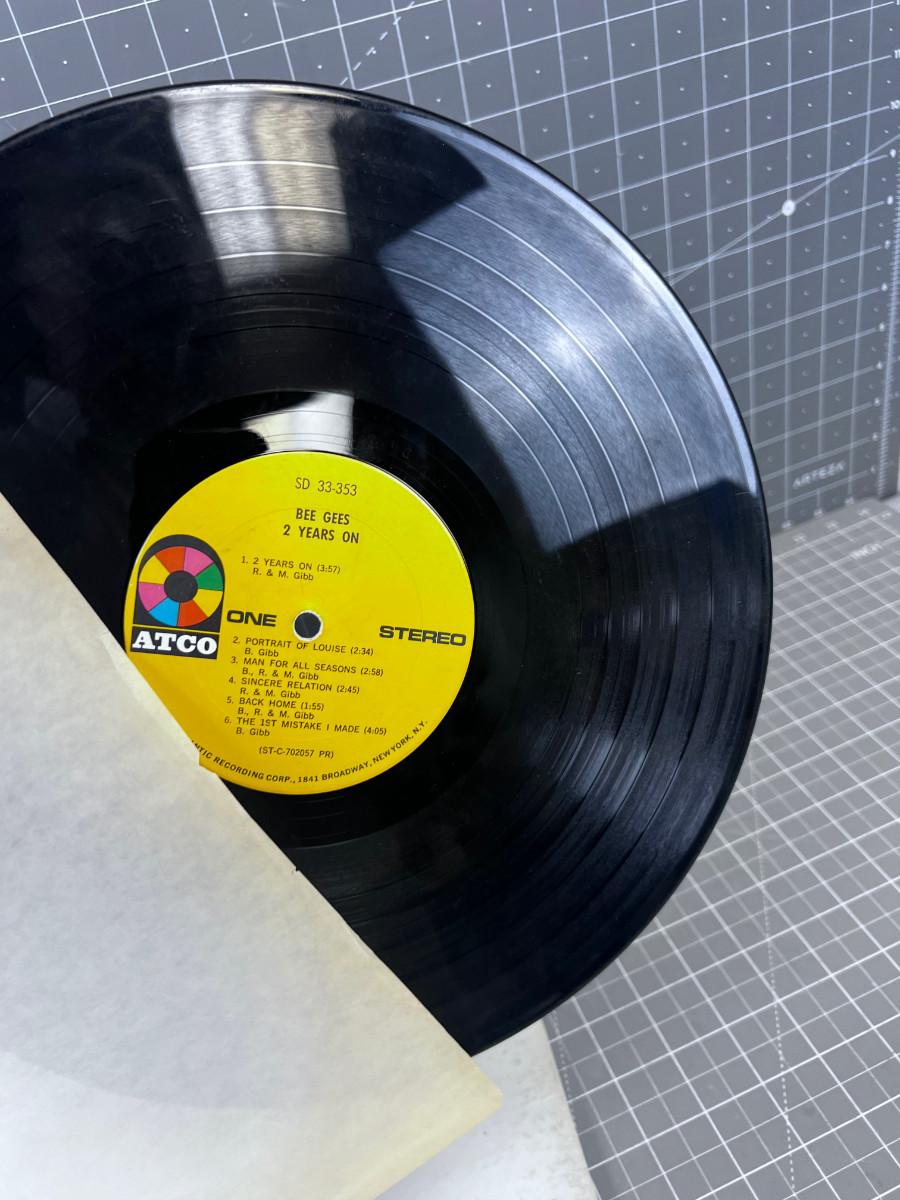 SD 33-353
BEE GEES
2 YEARS ON
1. 2 YEARS ON (3:57)
R. & M. Gibb
ATCO
ONE
STEREO
2. PORTRAIT OF LOUISE (2:34)
B. Gibb
3. MAN FOR ALL SEASONS (2:58)
B., R. & M. Gibb
4. SINCERE RELATION (2:45)
R. & M. Gibb
5. BACK HOME (1:55)
B., R. & M. Gibb
6. THE 1ST MISTAKE I MADE (4:05)
B. Gibb
(ST-C-702057 PR)
NTIC RECORDING CORP., 1841 BROADWAY, NEW YORK, N.Y.
ARTEZA
INCH